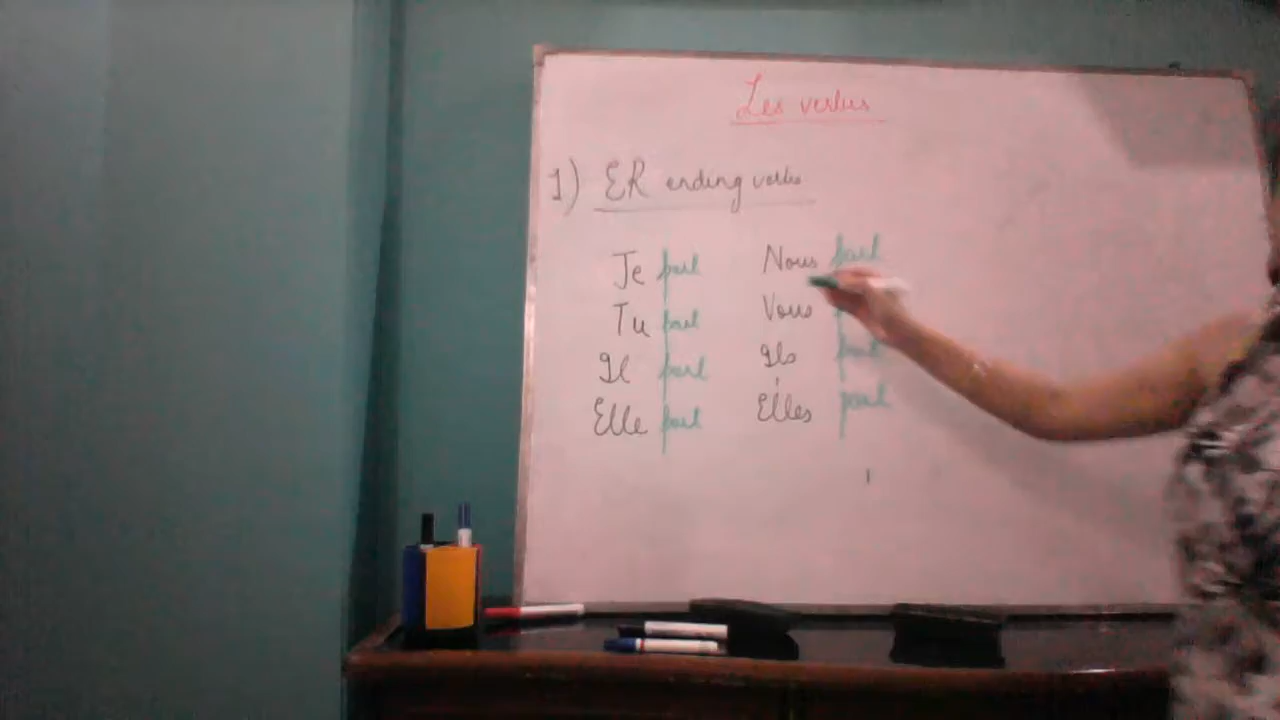 Les verbes
1) ER ending verbs
Je parl Nous parl
Tu parl Vous
Il parl Ils parl
Elle parl Elles parl